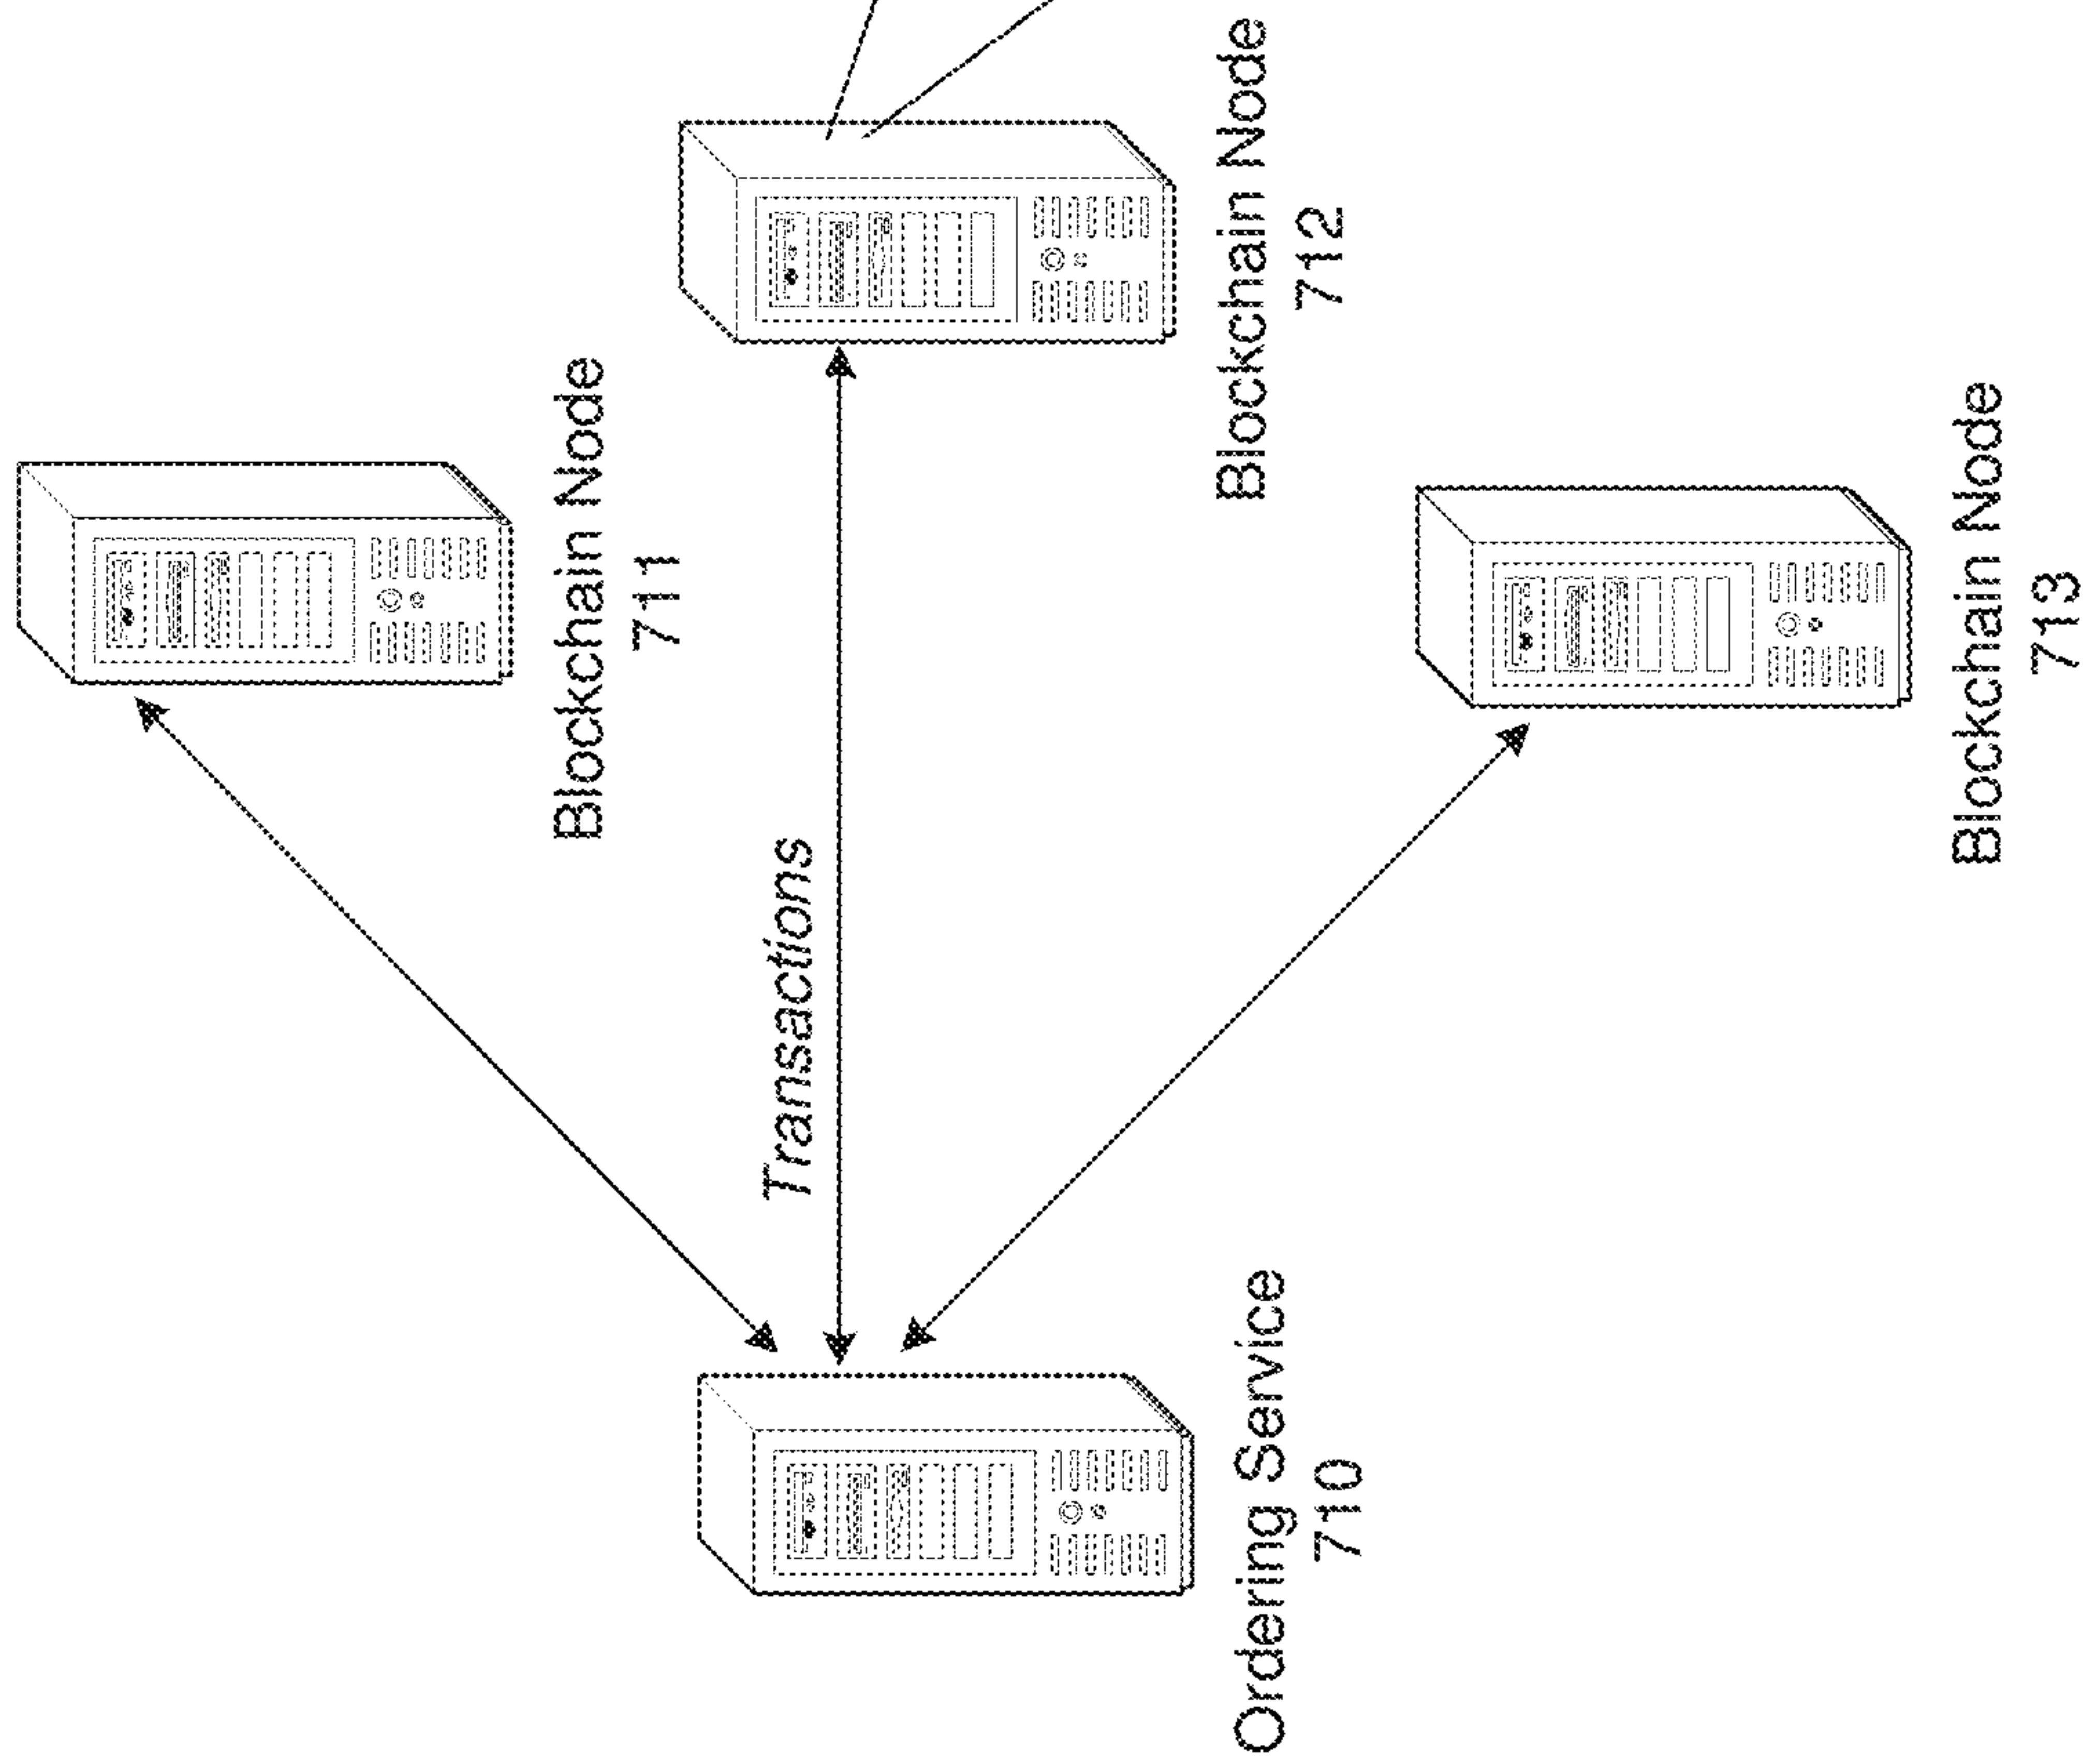 Blockchain Node
711
Transactions
Blockchain Node
712
Ordering Service
710
Blockchain Node
713